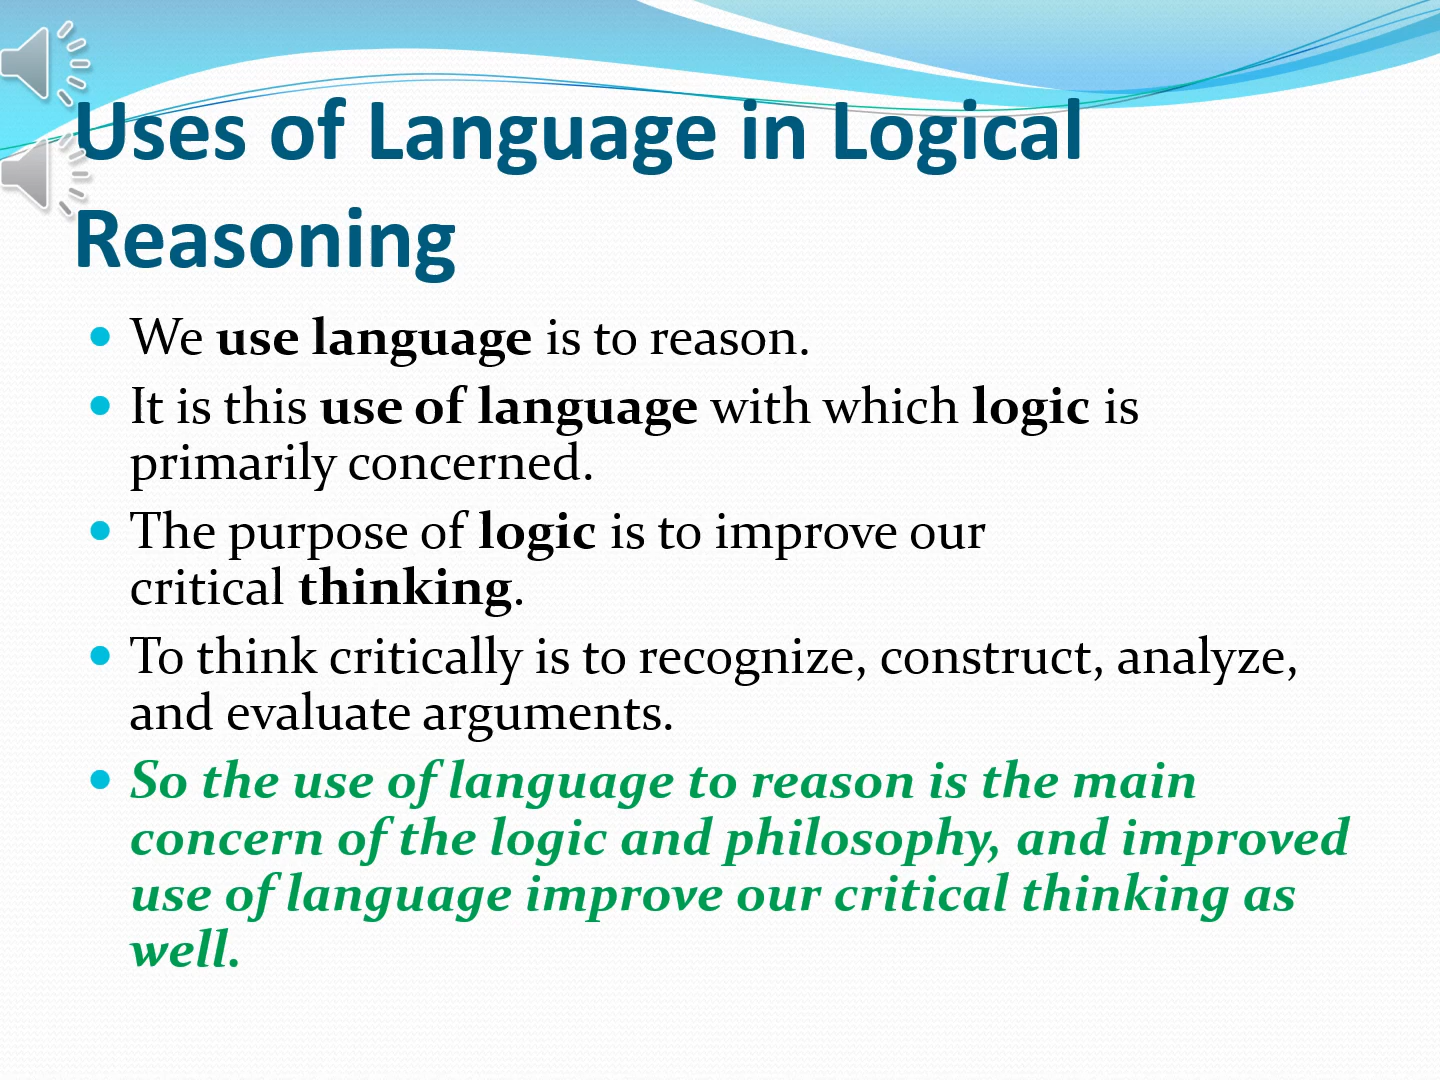 Uses of Language in Logical
Reasoning
We use language is to reason.
It is this use of language with which logic is
primarily concerned.
The purpose of logic is to improve our
critical thinking.
To think critically is to recognize, construct, analyze,
and evaluate arguments.
So the use of language to reason is the main
concern of the logic and philosophy, and improved
use of language improve our critical thinking as
well.